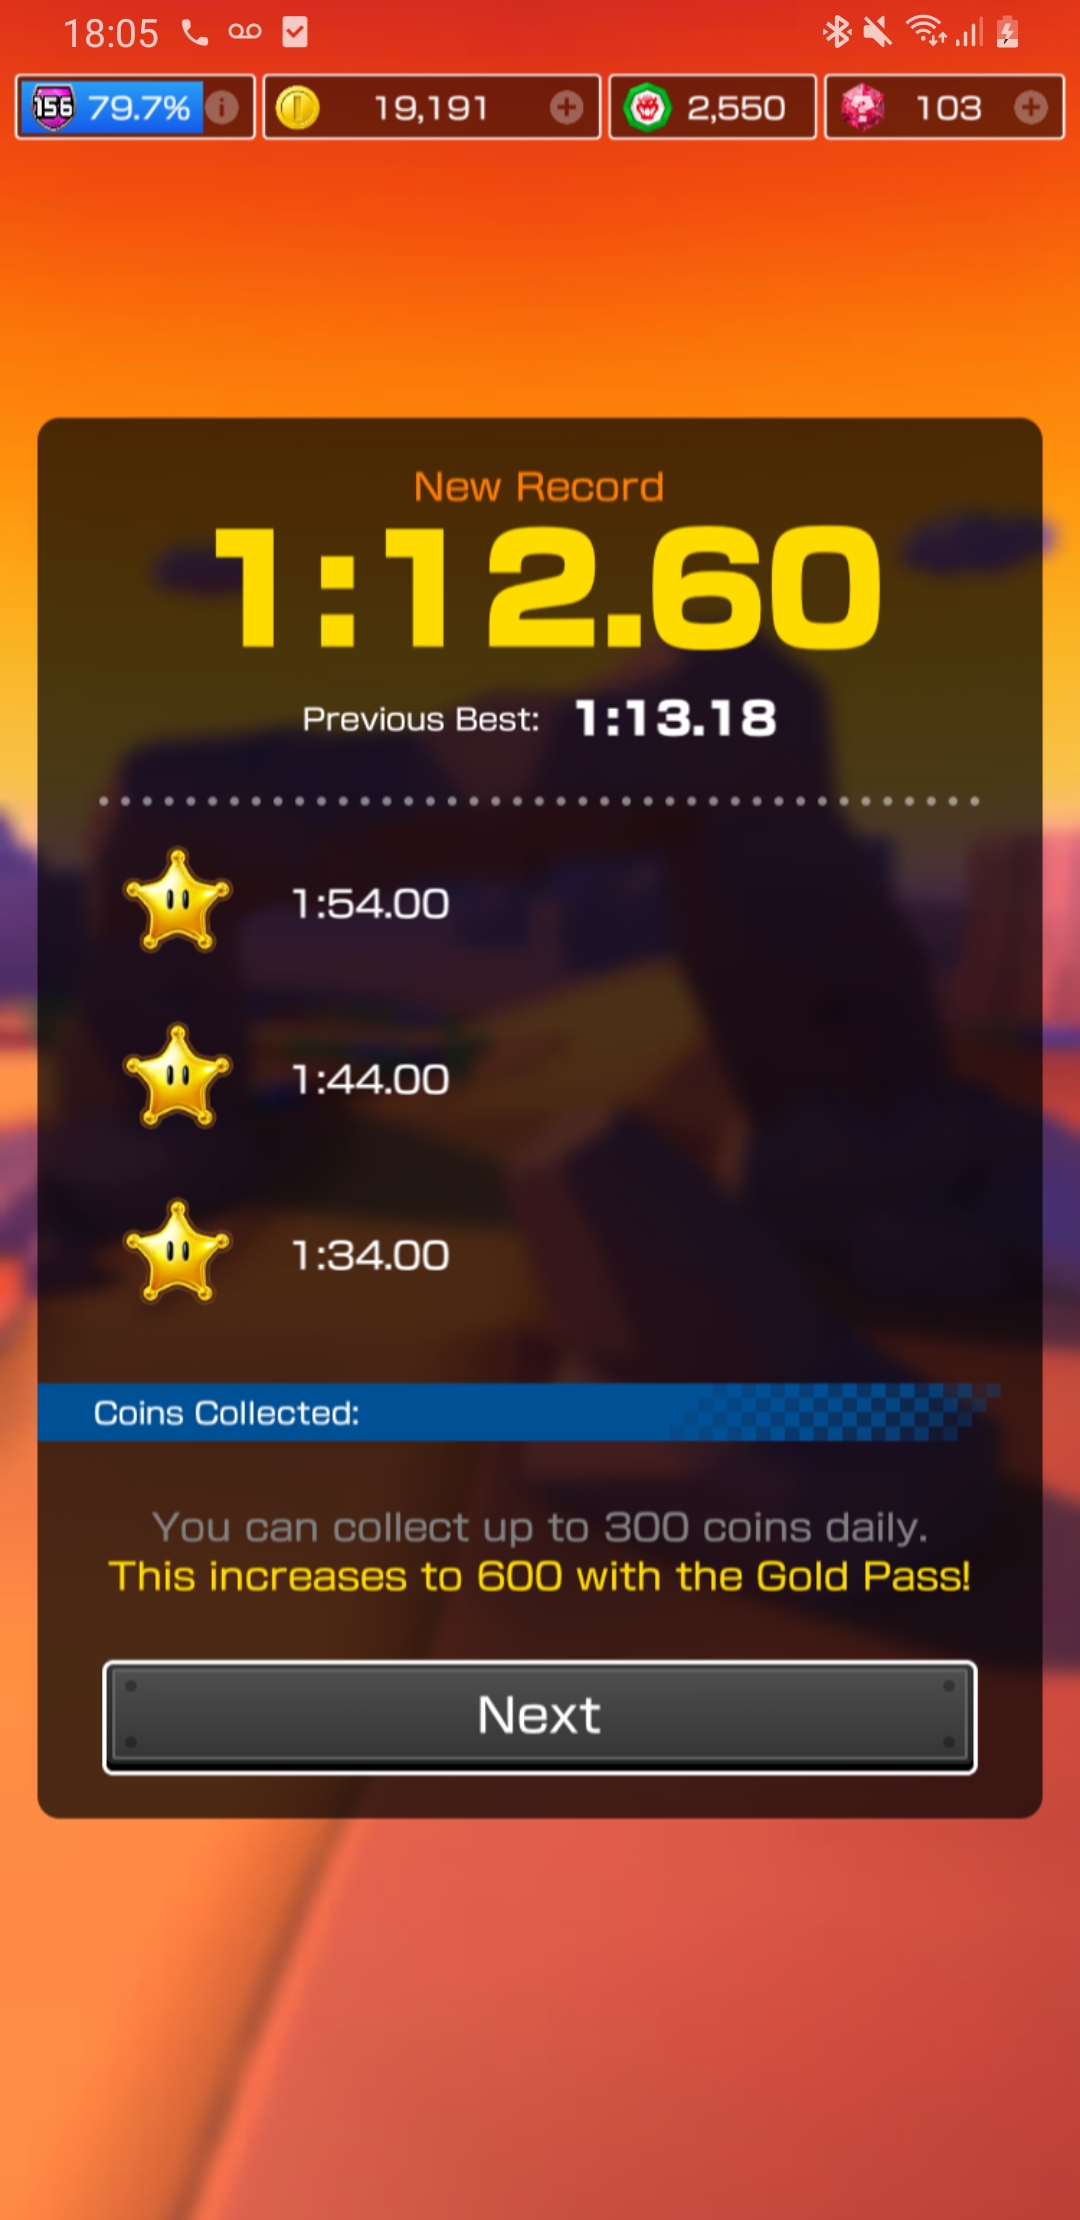 18:05
156 79.7% 19,191 2,550 103
New Record
1:12.60
Previous Best: 1:13.18
1:54.00
1:44.00
1:34.00
Coins Collected:
You can collect up to 300 coins daily.
This increases to 600 with the Gold Pass!
Next